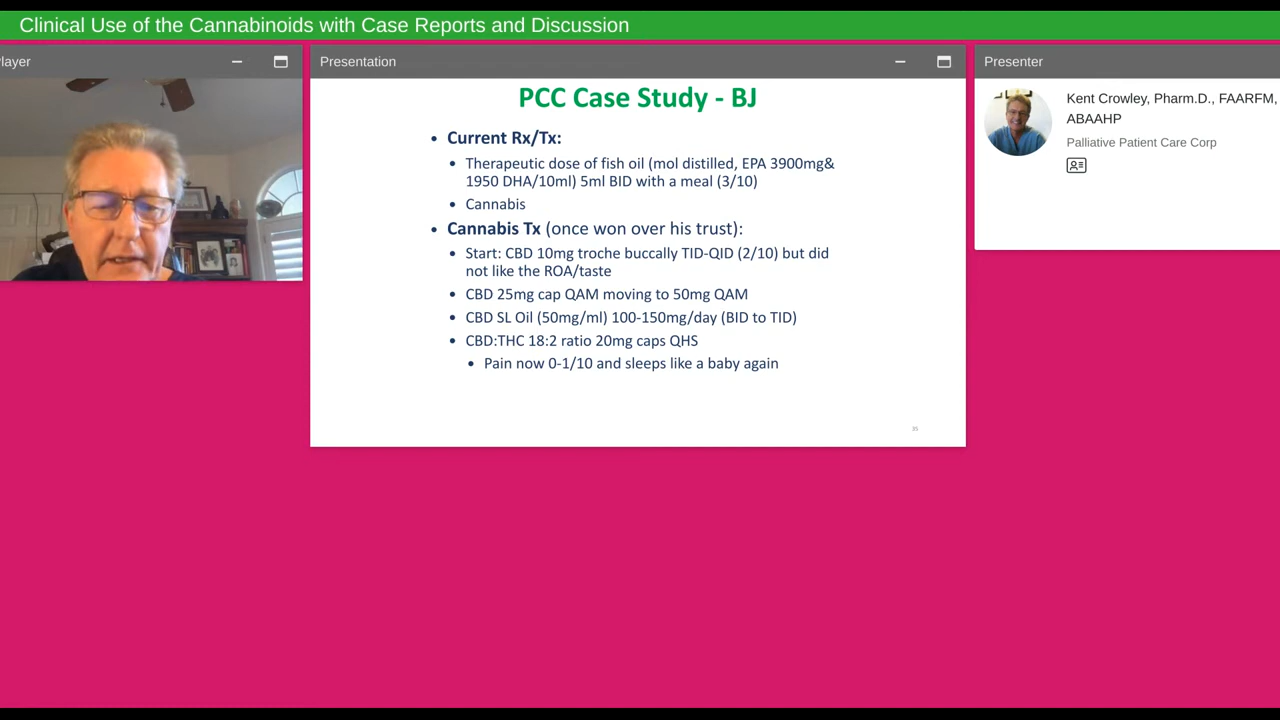 Clinical Use of the Cannabinoids with Case Reports and Discussion
layer
Presentation
Presenter
PCC Case Study - BJ
• Current Rx/Tx:
• Therapeutic dose of fish oil (mol distilled, EPA 3900mg&
1950 DHA/10ml) 5ml BID with a meal (3/10)
• Cannabis
• Cannabis Tx (once won over his trust):
• Start: CBD 10mg troche buccally TID-QID (2/10) but did
not like the ROA/taste
• CBD 25mg cap QAM moving to 50mg QAM
• CBD SL Oil (50mg/ml) 100-150mg/day (BID to TID)
• CBD:THC 18:2 ratio 20mg caps QHS
• Pain now 0-1/10 and sleeps like a baby again
35
Kent Crowley, Pharm.D., FAARFM,
ABAAHP
Palliative Patient Care Corp